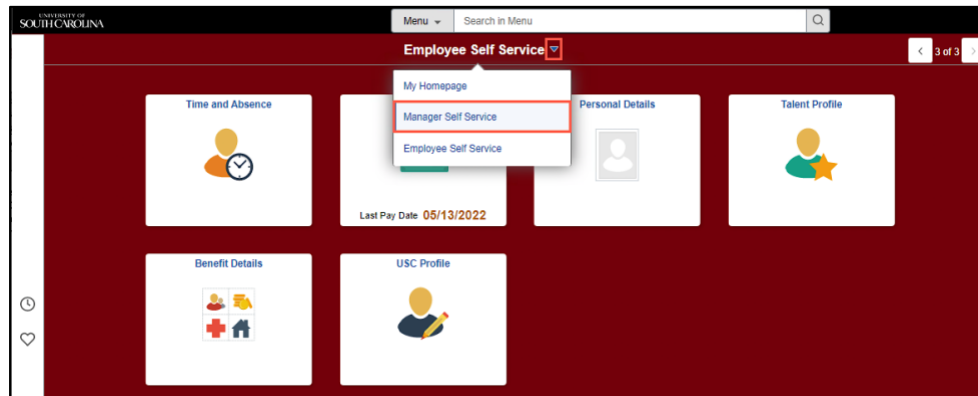 UNIVERSITY OF
SOUTH CAROLINA
Menu
Search in Menu
Employee Self Service
3 of 3
My Homepage
Manager Self Service
Employee Self Service
Time and Absence
Last Pay Date 05/13/2022
Personal Details
Talent Profile
Benefit Details
USC Profile